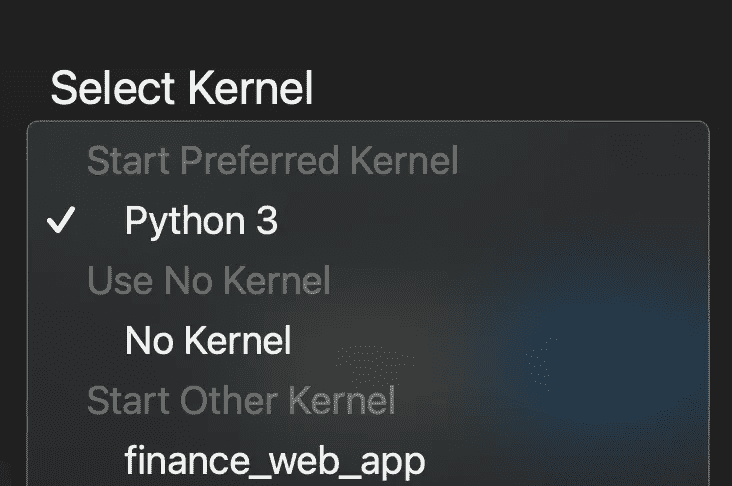 Select Kernel
Start Preferred Kernel
Python 3
Use No Kernel
No Kernel
Start Other Kernel
finance_web_app